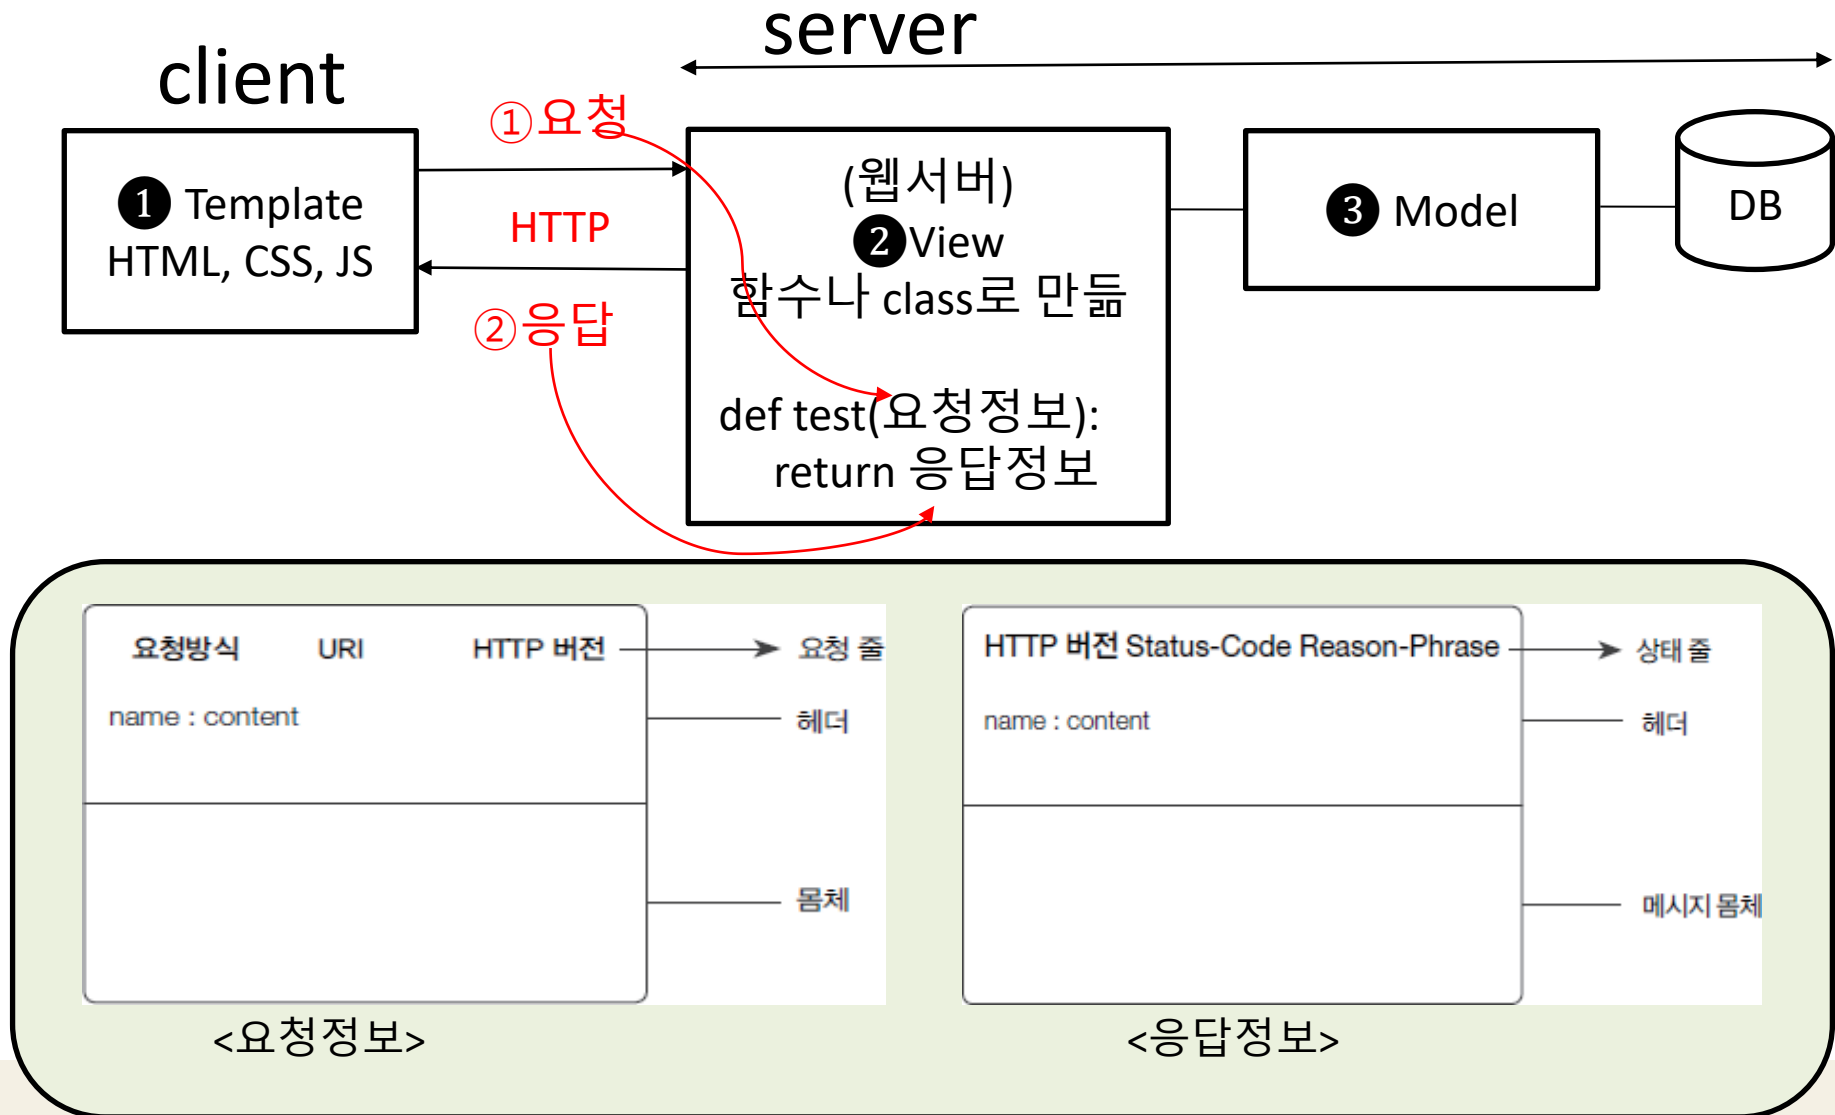 server
client
①요청
❶ Template
HTML, CSS, JS
HTTP
②응답
(웹서버)
❷View
함수나 class로 만듦
def test(요청정보):
return 응답정보
❸ Model
DB
요청방식 URI HTTP 버전
요청 줄
name : content
헤더
몸체
<요청정보>
HTTP 버전 Status-Code Reason-Phrase
상태 줄
name : content
헤더
메시지 몸체
<응답정보>